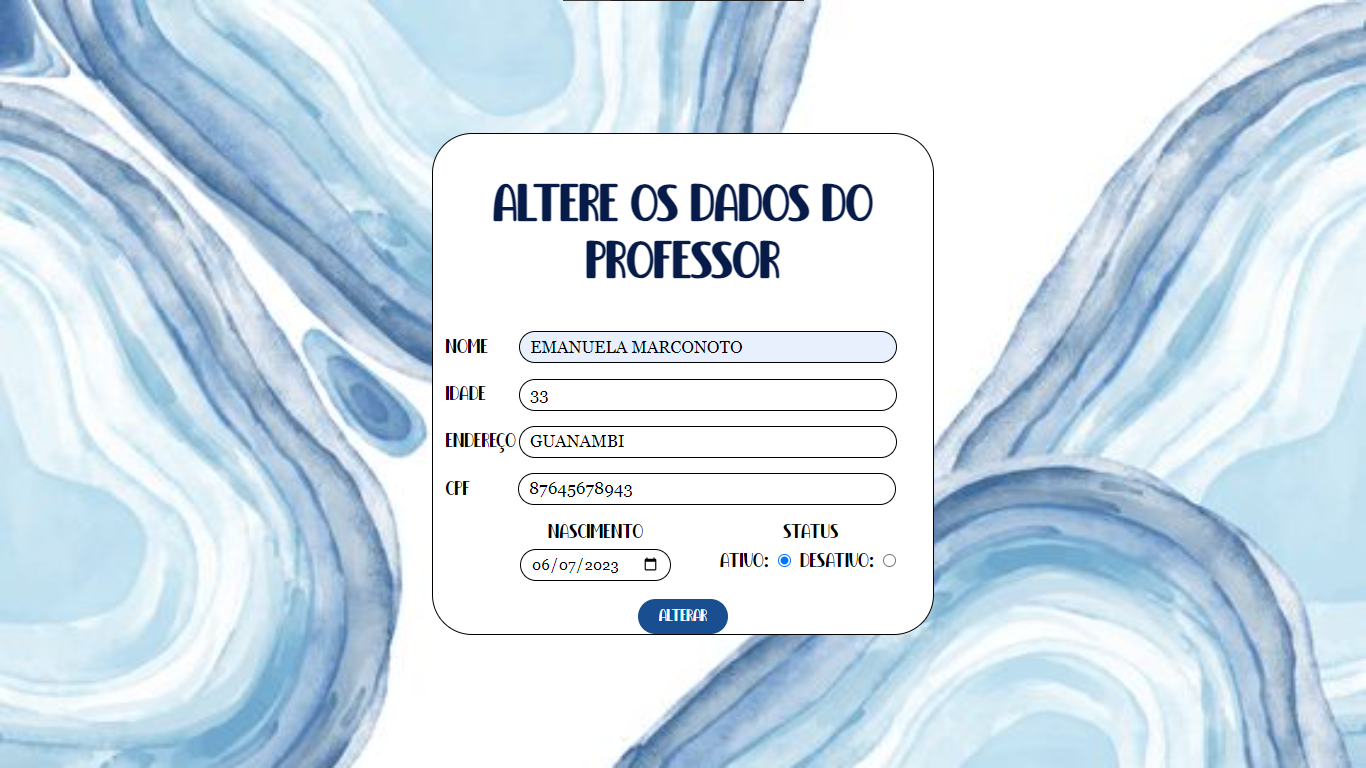 ALTERE OS DADOS DO
PROFESSOR
NOME EMANUELA MARCONOTO
IDADE 33
ENDEREÇO GUANAMBI
CPF 87645678943
NASCIMENTO STATUS
06/07/2023 ATIVO: DESATIVO:
ALTERAR